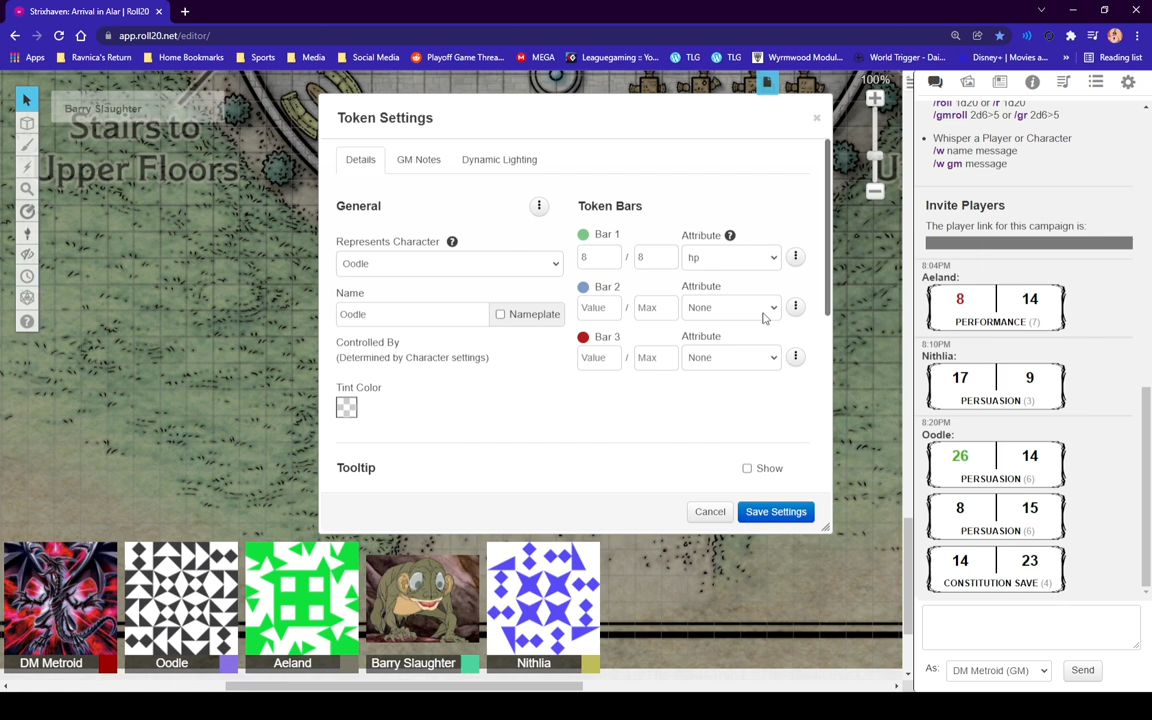 Strixhaven: Arrival in Alar | Roll20
app.roll20.net/editor/
Apps
Ravnica's Return
Home Bookmarks
Sports
Media
Social Media
Playoff Game Threa...
MEGA
Leaguegaming :: Yo...
TLG
TLG
Wyrmwood Modul...
World Trigger - Dai...
Disney+ | Movies a...
»
Reading list
Barry Slaughter
Stairs to
Upper Floors
100%
Token Settings
Details
GM Notes
Dynamic Lighting
General
Represents Character
Oodle
Name
Oodle
Nameplate
Controlled By
(Determined by Character settings)
Tint Color
Token Bars
Bar 1
Attribute
8 / 8
hp
Bar 2
Attribute
Value / Max
None
Bar 3
Attribute
Value / Max
None
Tooltip
Show
Cancel
Save Settings
DM Metroid
Oodle
Aeland
Barry Slaughter
Nithlia
/roll 1d20 or /r 1d20
/gmroll 2d6>5 or /gr 2d6>5
Whisper a Player or Character
/w name message
/w gm message
Invite Players
The player link for this campaign is:
8:04PM
Aeland:
8 14
PERFORMANCE (7)
8:10PM
Nithlia:
17 9
PERSUASION (3)
8:20PM
Oodle:
26 14
PERSUASION (6)
8 15
PERSUASION (6)
14 23
CONSTITUTION SAVE (4)
As:
DM Metroid (GM)
Send